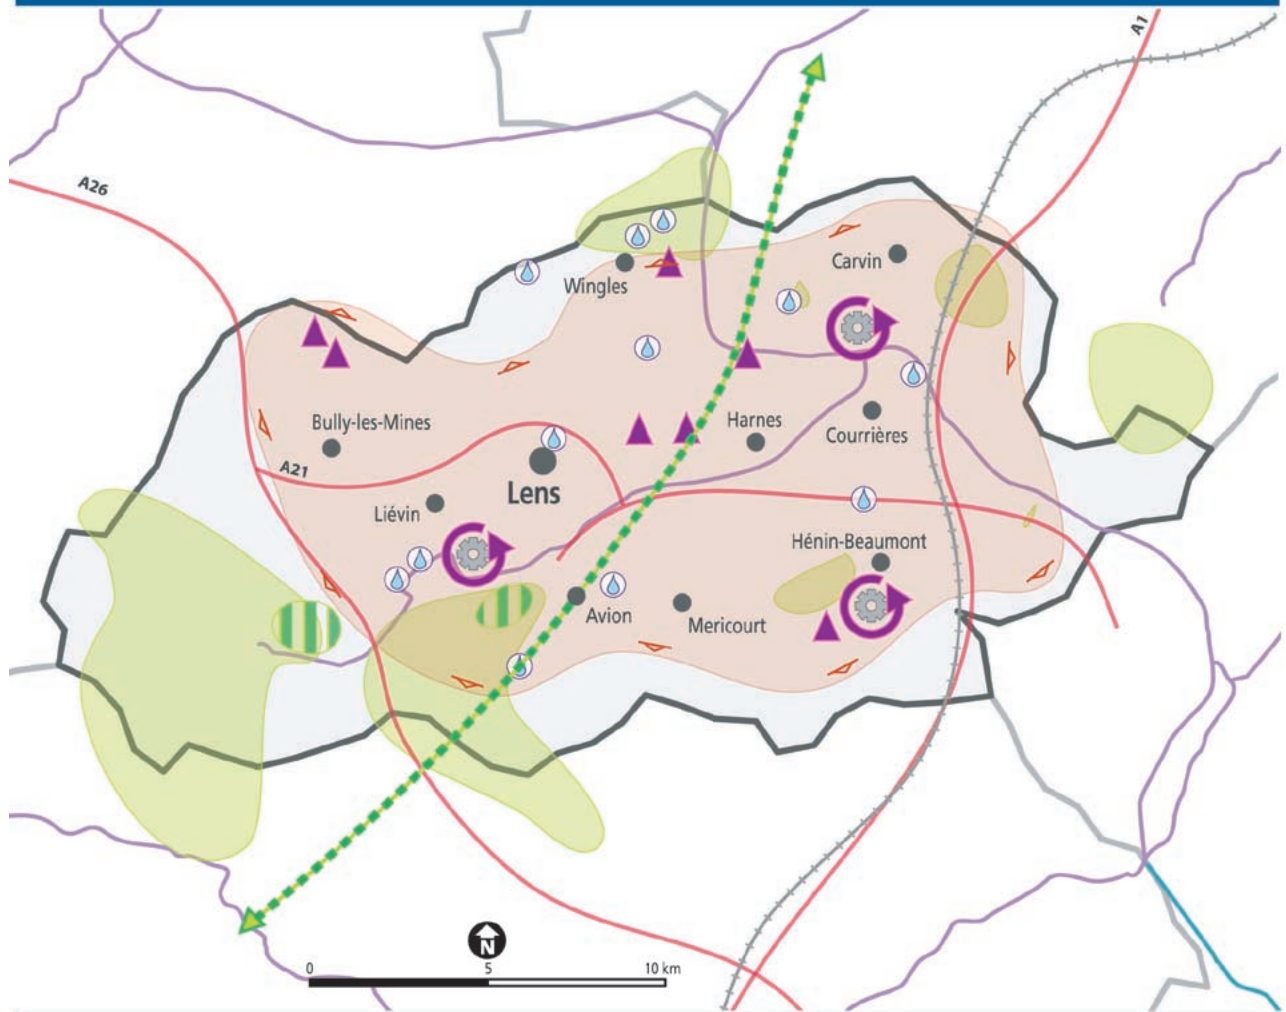 A1
A26
Carvin
Wingles
Bully-les-Mines
Harnes
Courrières
A21
Lens
Liévin
Hénin-Beaumont
Avion
Mericourt
N
0 5 10 km